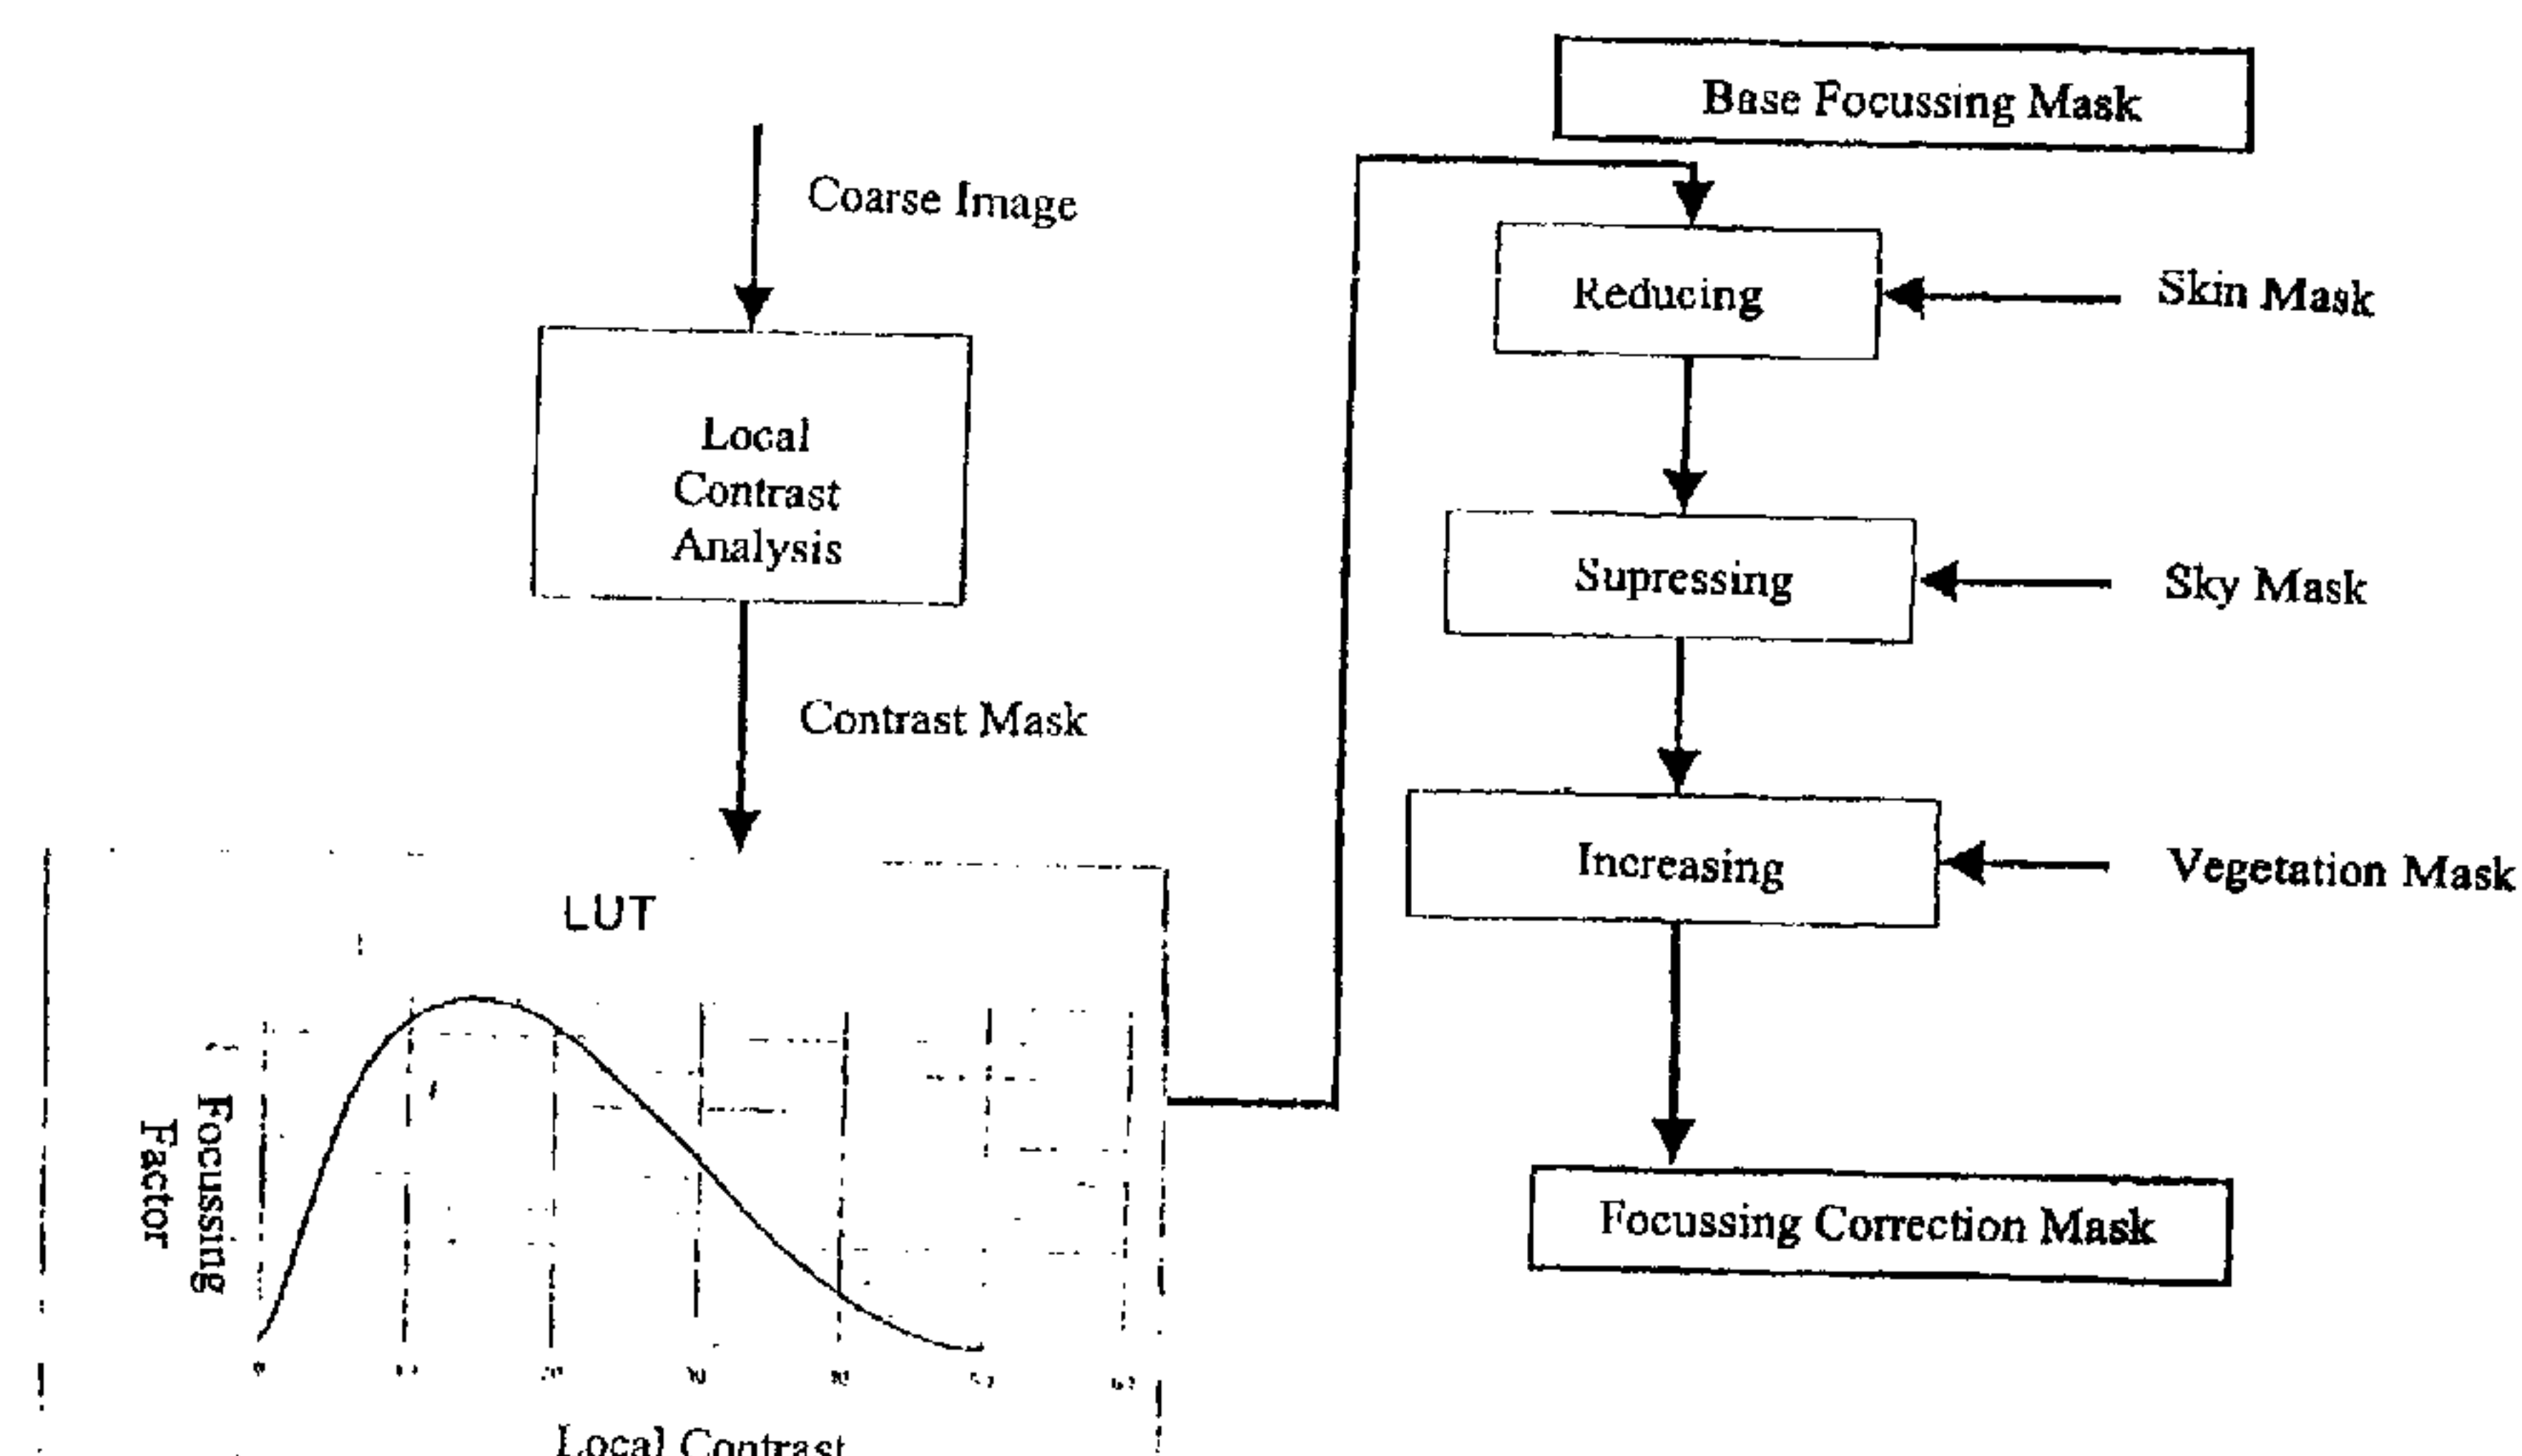 Coarse Image
Local
Contrast
Analysis
Contrast Mask
LUT
Focussing
Factor
Local Contrast
Base Focussing Mask
Reducing
Skin Mask
Supressing
Sky Mask
Increasing
Vegetation Mask
Focussing Correction Mask